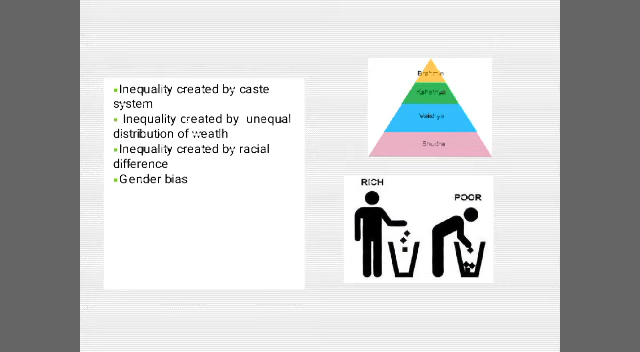 ▪Inequality created by caste
system
▪ Inequality created by unequal
distribution of weatlh
▪Inequality created by racial
difference
▪Gender bias
Brahmin
Kshatriya
Vaishya
Shudra
RICH
POOR